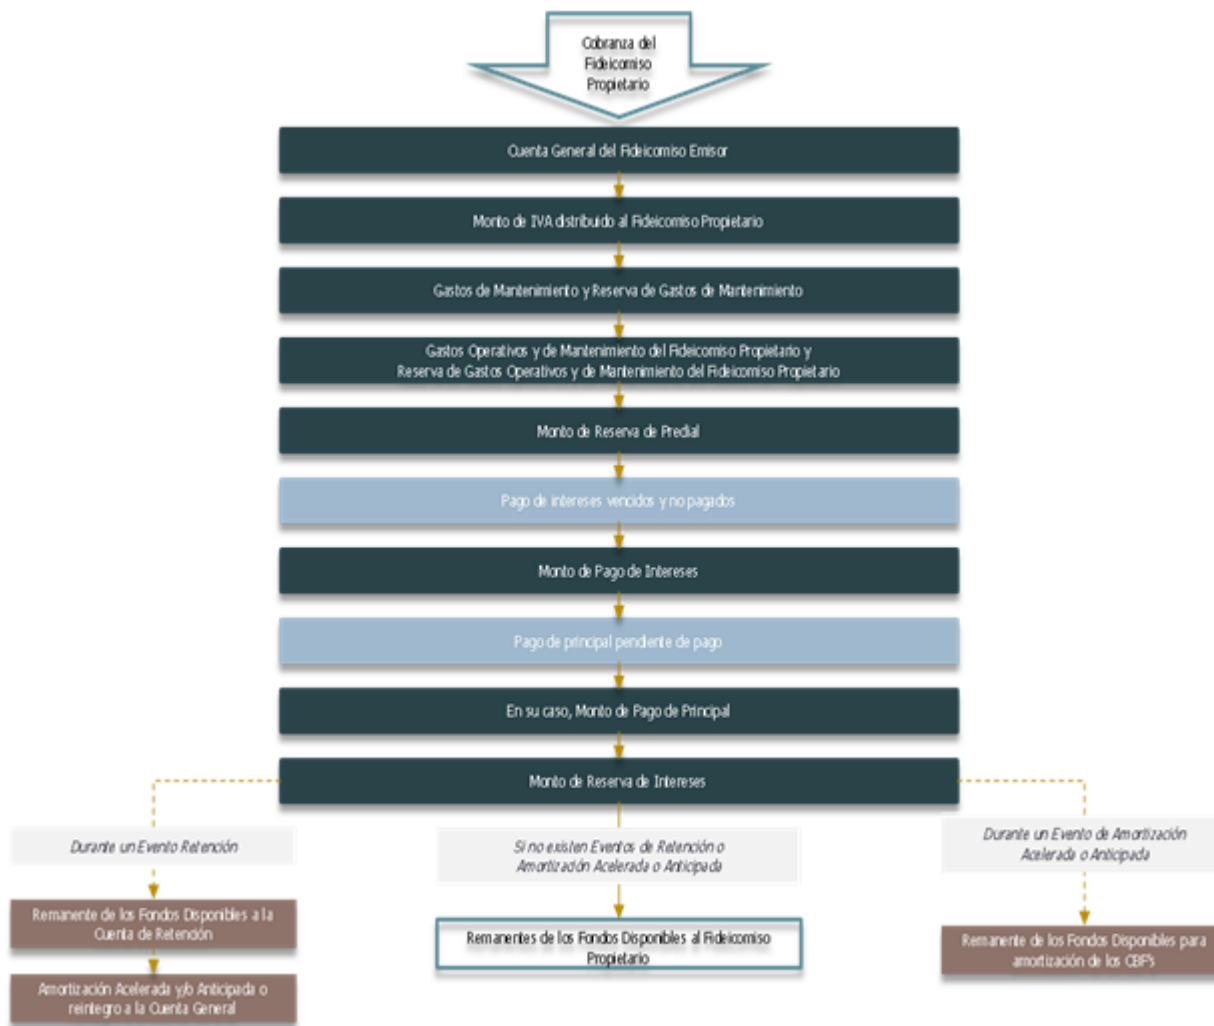 Cobranza del
Fideicomiso
Propietario
Cuenta General del Fideicomiso Emisor
Monto de IVA distribuido al Fideicomiso Propietario
Gastos de Mantenimiento y Reserva de Gastos de Mantenimiento
Gastos Operativos y de Mantenimiento del Fideicomiso Propietario y
Reserva de Gastos Operativos y de Mantenimiento del Fideicomiso Propietario
Monto de Reserva de Predial
Pago de intereses vencidos y no pagados
Monto de Pago de Intereses
Pago de principal pendiente de pago
En su caso, Monto de Pago de Principal
Monto de Reserva de Intereses
Durante un Evento Retención
Si no existen Eventos de Retención o
Amortización Acelerada o Anticipada
Durante un Evento de Amortización
Acelerada o Anticipada
Remanente de los Fondos Disponibles a la
Cuenta de Retención
Remanentes de los Fondos Disponibles al Fideicomiso
Propietario
Remanente de los Fondos Disponibles para
amortización de los CBF's
Amortización Acelerada y/o Anticipada o
reintegro a la Cuenta General